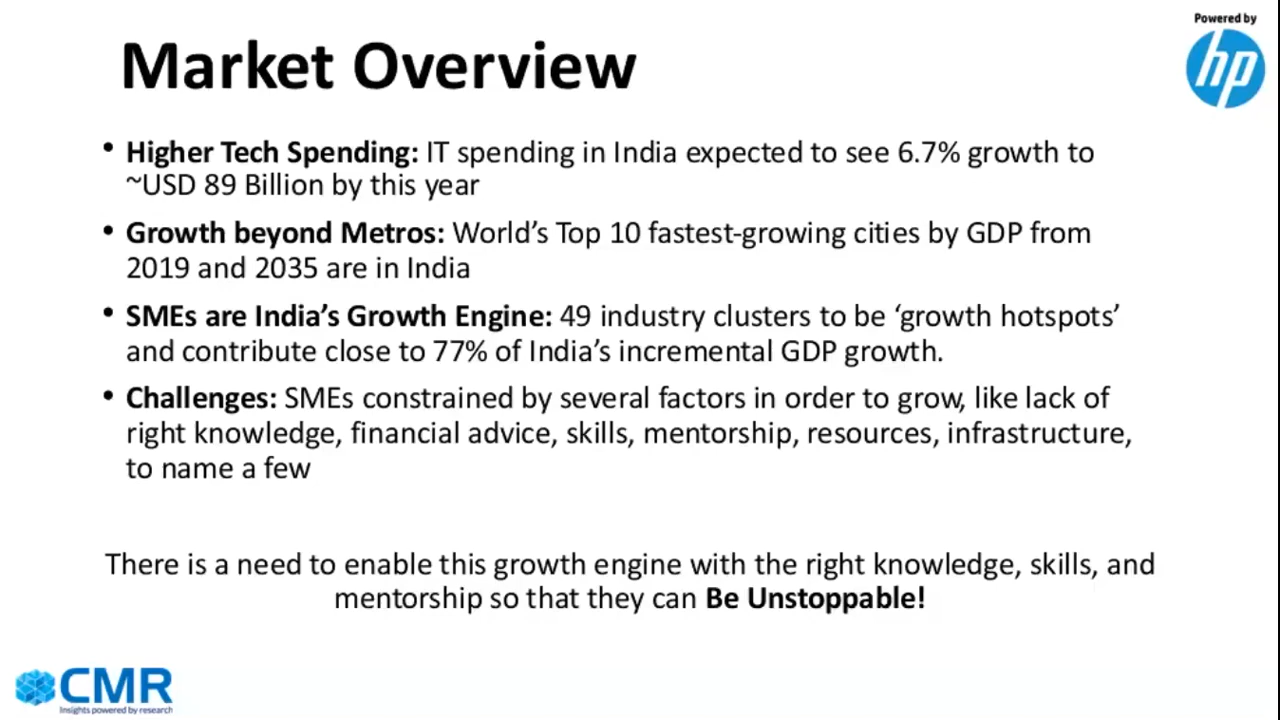 Powered by
hp
Market Overview
• Higher Tech Spending: IT spending in India expected to see 6.7% growth to
~USD 89 Billion by this year
• Growth beyond Metros: World’s Top 10 fastest-growing cities by GDP from
2019 and 2035 are in India
• SMEs are India’s Growth Engine: 49 industry clusters to be ‘growth hotspots’
and contribute close to 77% of India’s incremental GDP growth.
• Challenges: SMEs constrained by several factors in order to grow, like lack of
right knowledge, financial advice, skills, mentorship, resources, infrastructure,
to name a few
There is a need to enable this growth engine with the right knowledge, skills, and
mentorship so that they can Be Unstoppable!
CMR
Insights powered by research